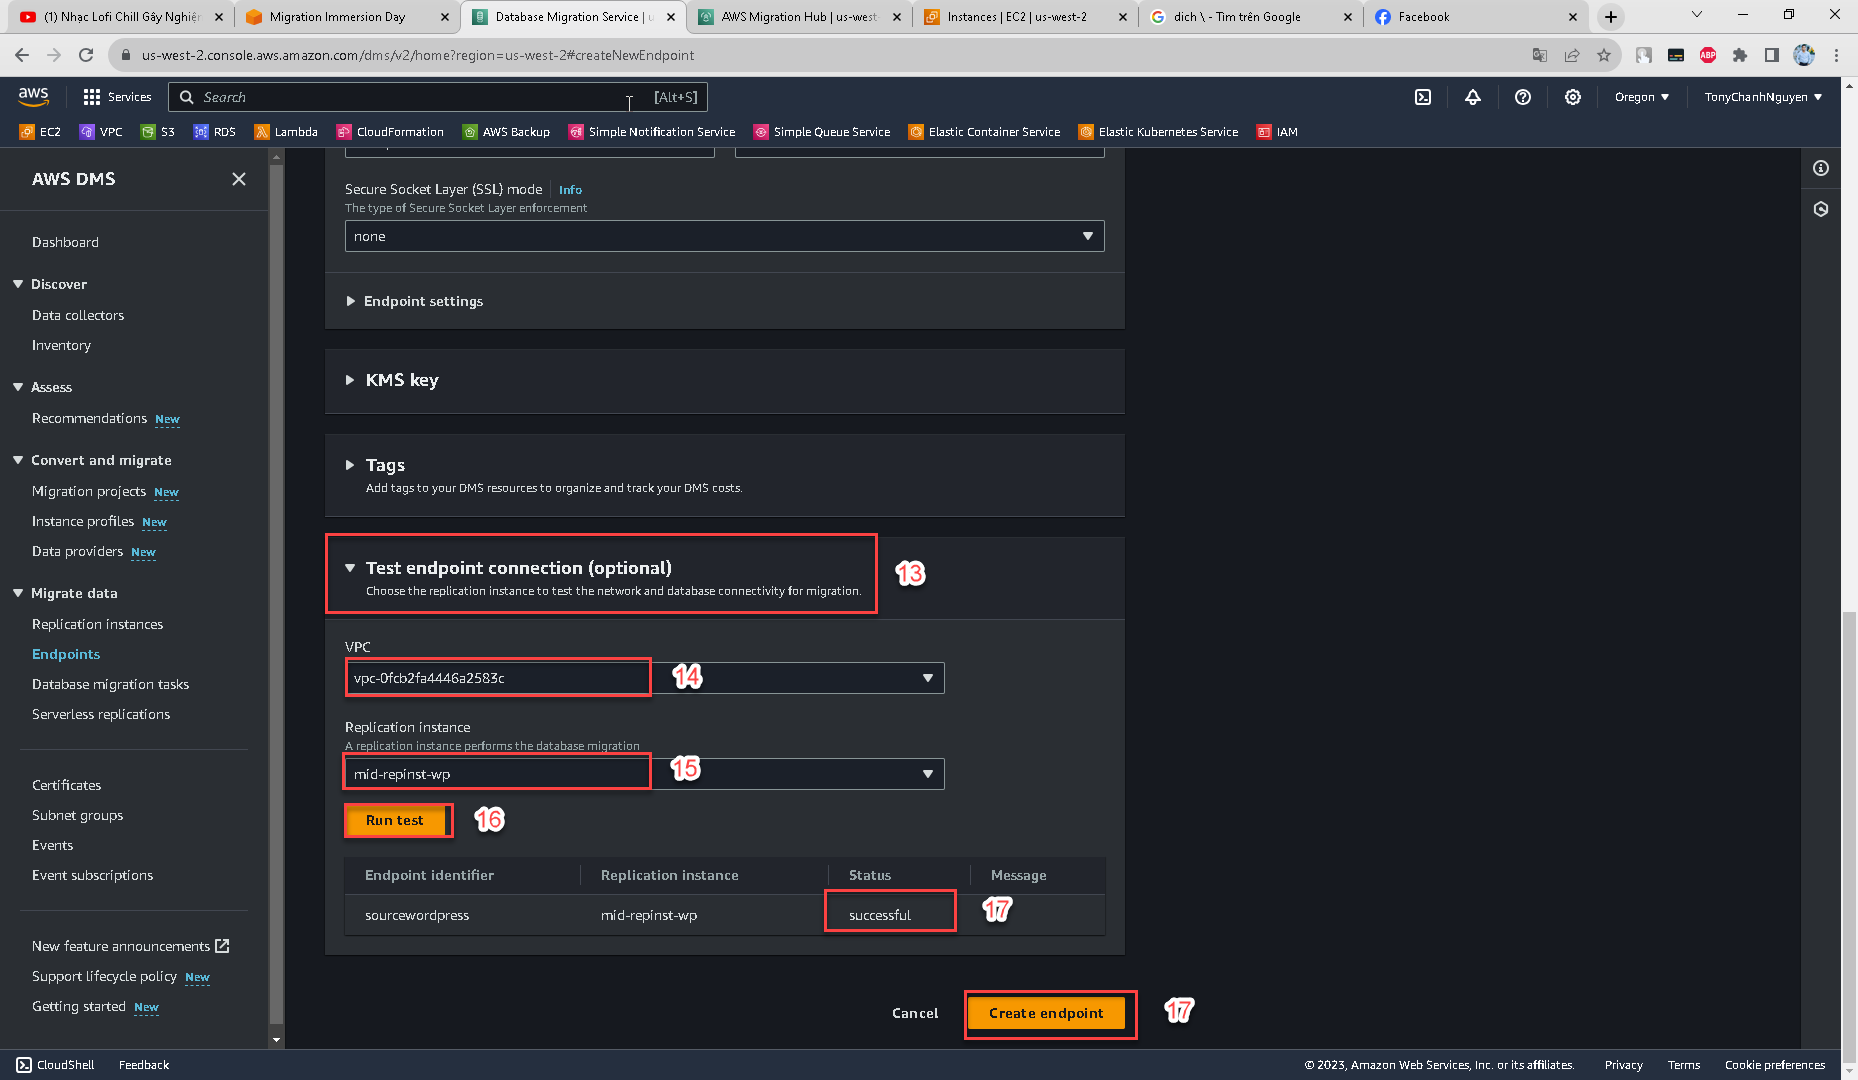 (1) Nhạc Lofi Chill Gây Nghiện
Migration Immersion Day
Database Migration Service | u
AWS Migration Hub | us-west-
Instances | EC2 | us-west-2
dich \ - Tìm trên Google
Facebook
us-west-2.console.aws.amazon.com/dms/v2/home?region=us-west-2#createNewEndpoint
ABP
aws
Services
Search
[Alt+S]
Oregon
TonyChanhNguyen
EC2
VPC
S3
RDS
Lambda
CloudFormation
AWS Backup
Simple Notification Service
Simple Queue Service
Elastic Container Service
Elastic Kubernetes Service
IAM
AWS DMS
Dashboard
Discover
Data collectors
Inventory
Assess
Recommendations New
Convert and migrate
Migration projects New
Instance profiles New
Data providers New
Migrate data
Replication instances
Endpoints
Database migration tasks
Serverless replications
Certificates
Subnet groups
Events
Event subscriptions
New feature announcements
Support lifecycle policy New
Getting started New
Secure Socket Layer (SSL) mode Info
The type of Secure Socket Layer enforcement
none
Endpoint settings
KMS key
Tags
Add tags to your DMS resources to organize and track your DMS costs.
Test endpoint connection (optional)
Choose the replication instance to test the network and database connectivity for migration.
13
VPC
vpc-0fcb2fa4446a2583c
14
Replication instance
A replication instance performs the database migration
mid-repinst-wp
15
Run test
16
Endpoint identifier Replication instance Status Message
sourcewordpress mid-repinst-wp successful
17
Cancel
Create endpoint
17
CloudShell
Feedback
© 2023, Amazon Web Services, Inc. or its affiliates.
Privacy
Terms
Cookie preferences